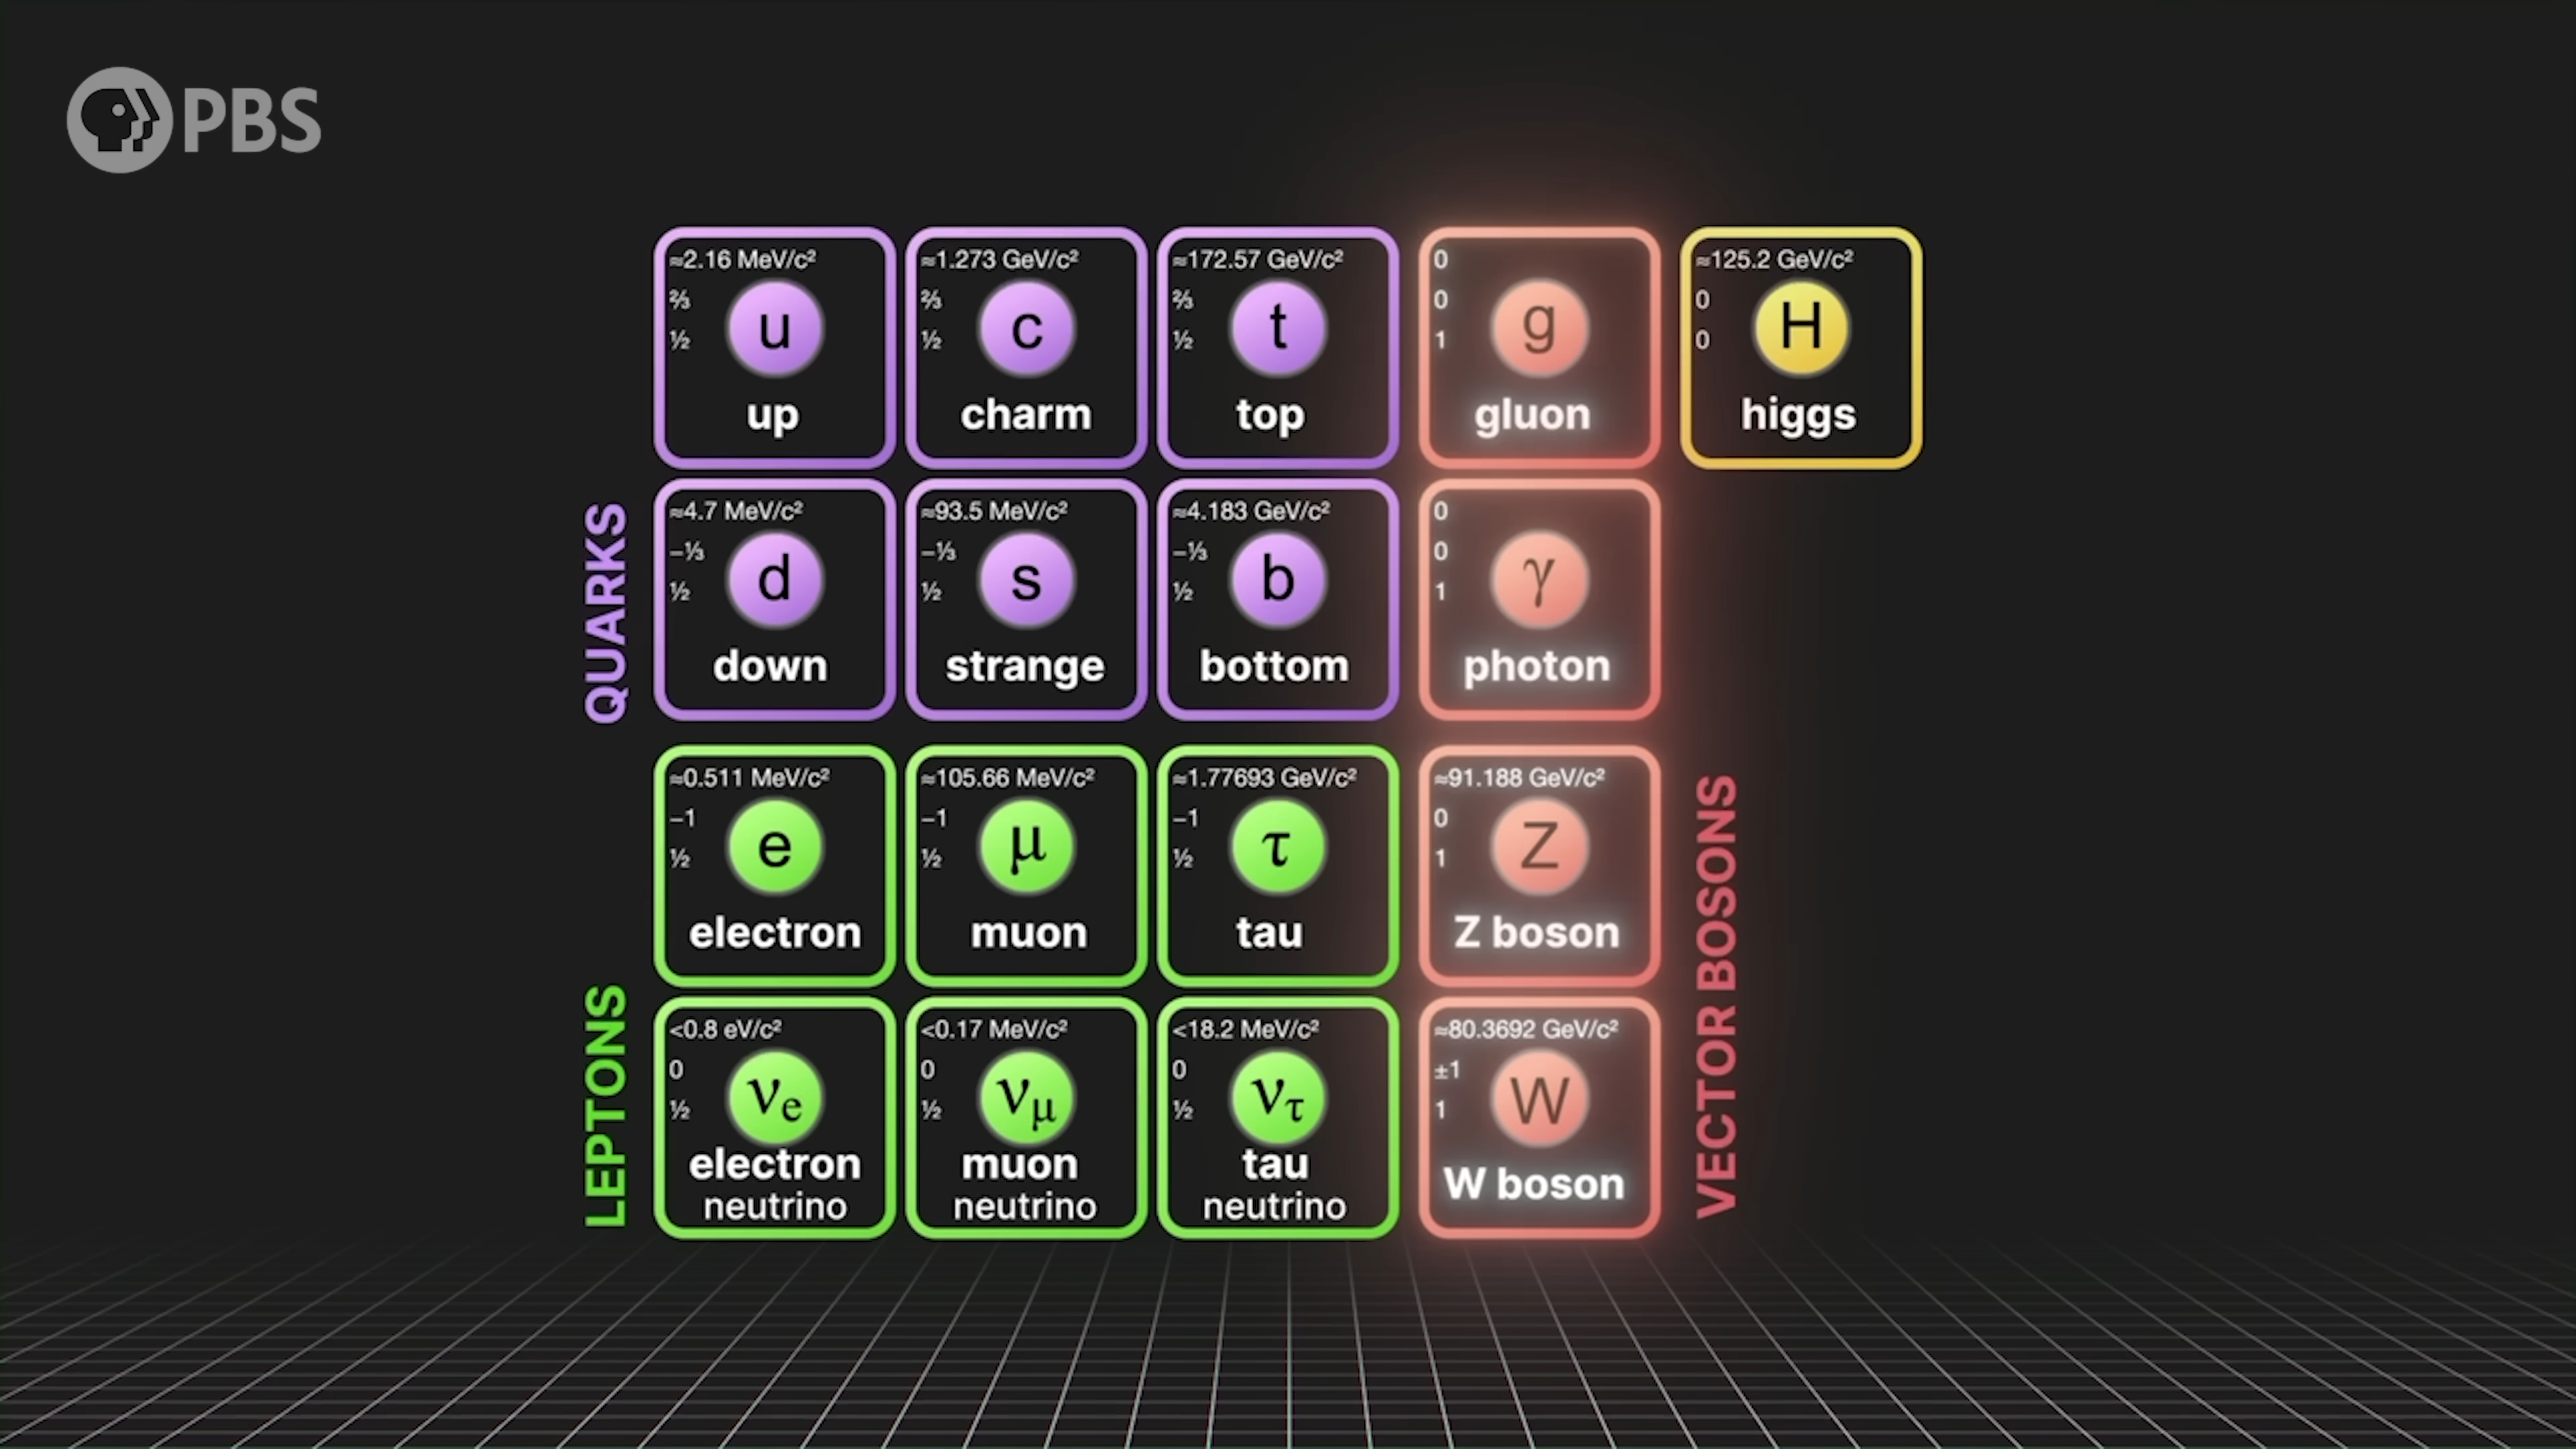 PBS
≈2.16 MeV/c²
⅔
½
u
up
≈1.273 GeV/c²
⅔
½
c
charm
≈172.57 GeV/c²
⅔
½
t
top
0
0
1
g
gluon
≈125.2 GeV/c²
0
0
H
higgs
QUARKS
≈4.7 MeV/c²
−⅓
½
d
down
≈93.5 MeV/c²
−⅓
½
s
strange
≈4.183 GeV/c²
−⅓
½
b
bottom
0
0
1
γ
photon
LEPTONS
≈0.511 MeV/c²
−1
½
e
electron
≈105.66 MeV/c²
−1
½
μ
muon
≈1.77693 GeV/c²
−1
½
τ
tau
≈91.188 GeV/c²
0
1
Z
Z boson
<0.8 eV/c²
0
½
νe
electron
neutrino
<0.17 MeV/c²
0
½
νμ
muon
neutrino
<18.2 MeV/c²
0
½
ντ
tau
neutrino
≈80.3692 GeV/c²
±1
1
W
W boson
VECTOR BOSONS